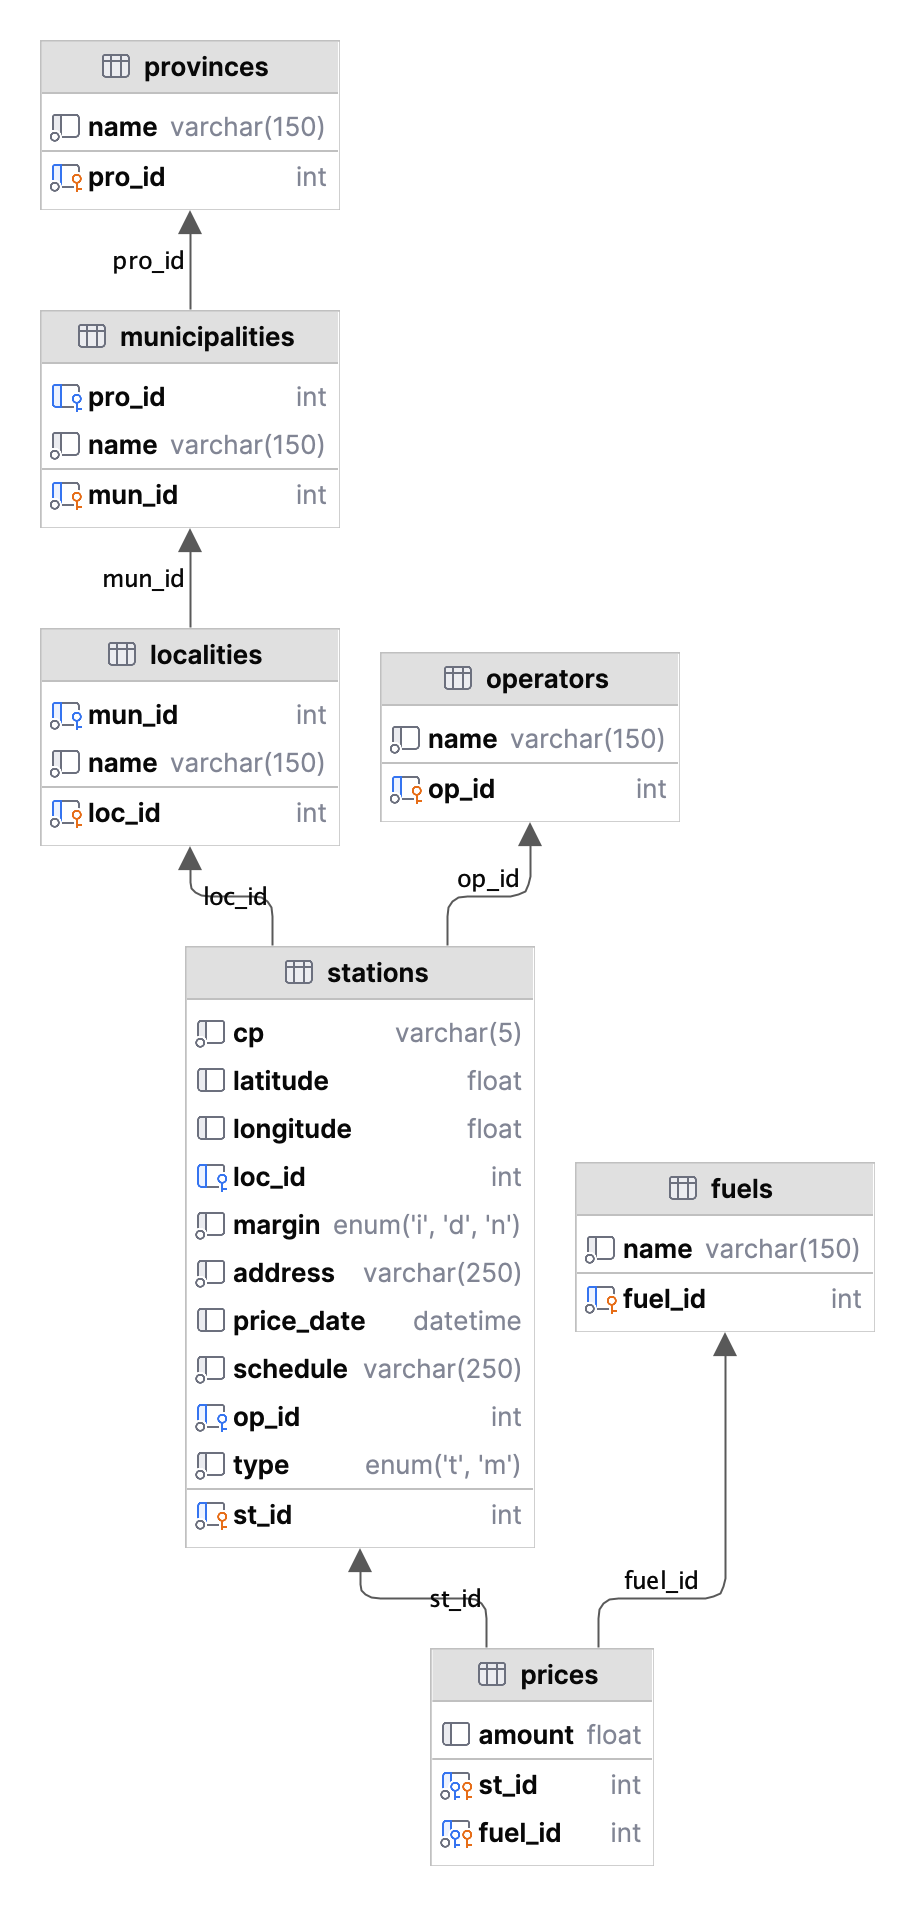 provinces
name varchar(150)
pro_id int
pro_id
municipalities
pro_id int
name varchar(150)
mun_id int
mun_id
localities
mun_id int
name varchar(150)
loc_id int
operators
name varchar(150)
op_id int
loc_id
op_id
stations
cp varchar(5)
latitude float
longitude float
loc_id int
margin enum('i', 'd', 'n')
address varchar(250)
price_date datetime
schedule varchar(250)
op_id int
type enum('t', 'm')
st_id int
fuels
name varchar(150)
fuel_id int
st_id
fuel_id
prices
amount float
st_id int
fuel_id int